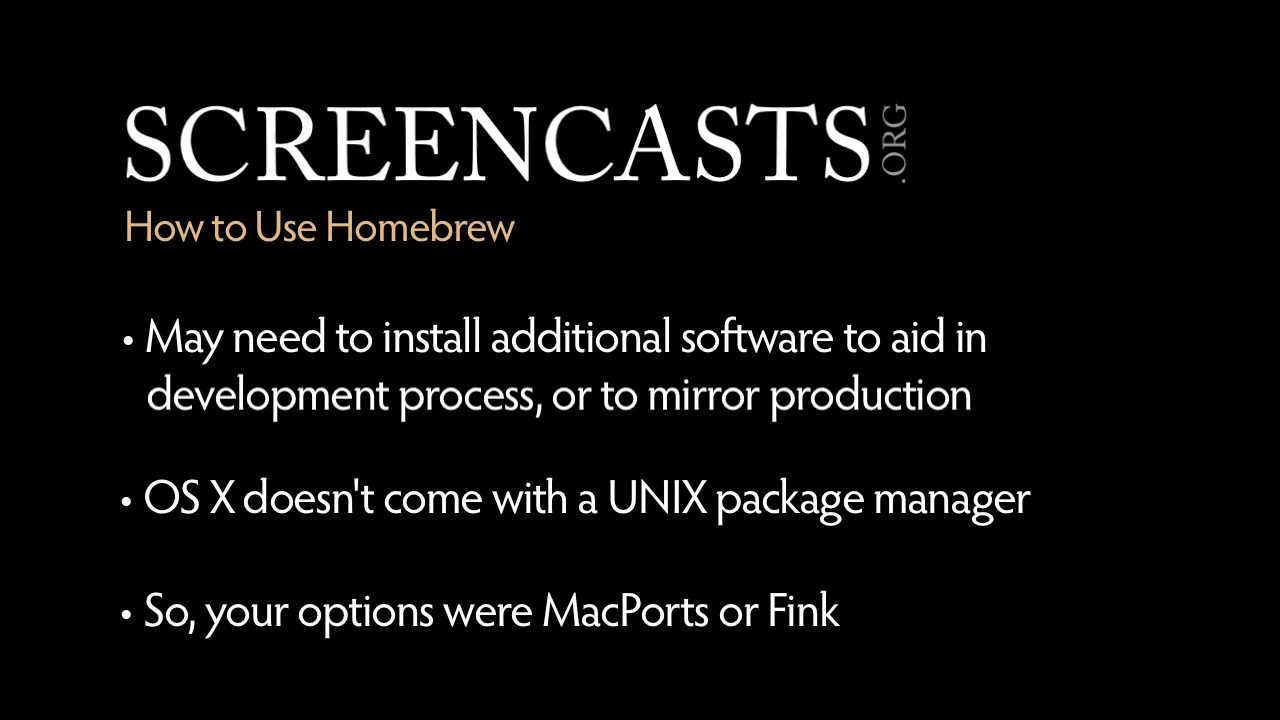 SCREENCASTS .ORG
How to Use Homebrew
• May need to install additional software to aid in
development process, or to mirror production
• OS X doesn't come with a UNIX package manager
• So, your options were MacPorts or Fink